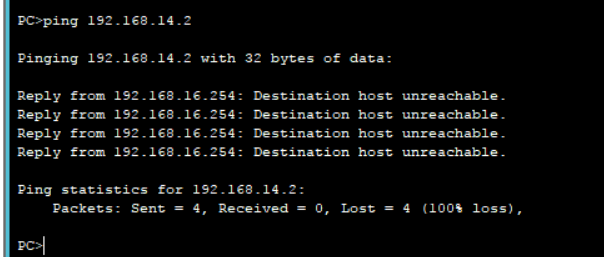 PC>ping 192.168.14.2
Pinging 192.168.14.2 with 32 bytes of data:
Reply from 192.168.16.254: Destination host unreachable.
Reply from 192.168.16.254: Destination host unreachable.
Reply from 192.168.16.254: Destination host unreachable.
Reply from 192.168.16.254: Destination host unreachable.
Ping statistics for 192.168.14.2:
    Packets: Sent = 4, Received = 0, Lost = 4 (100% loss),
PC>